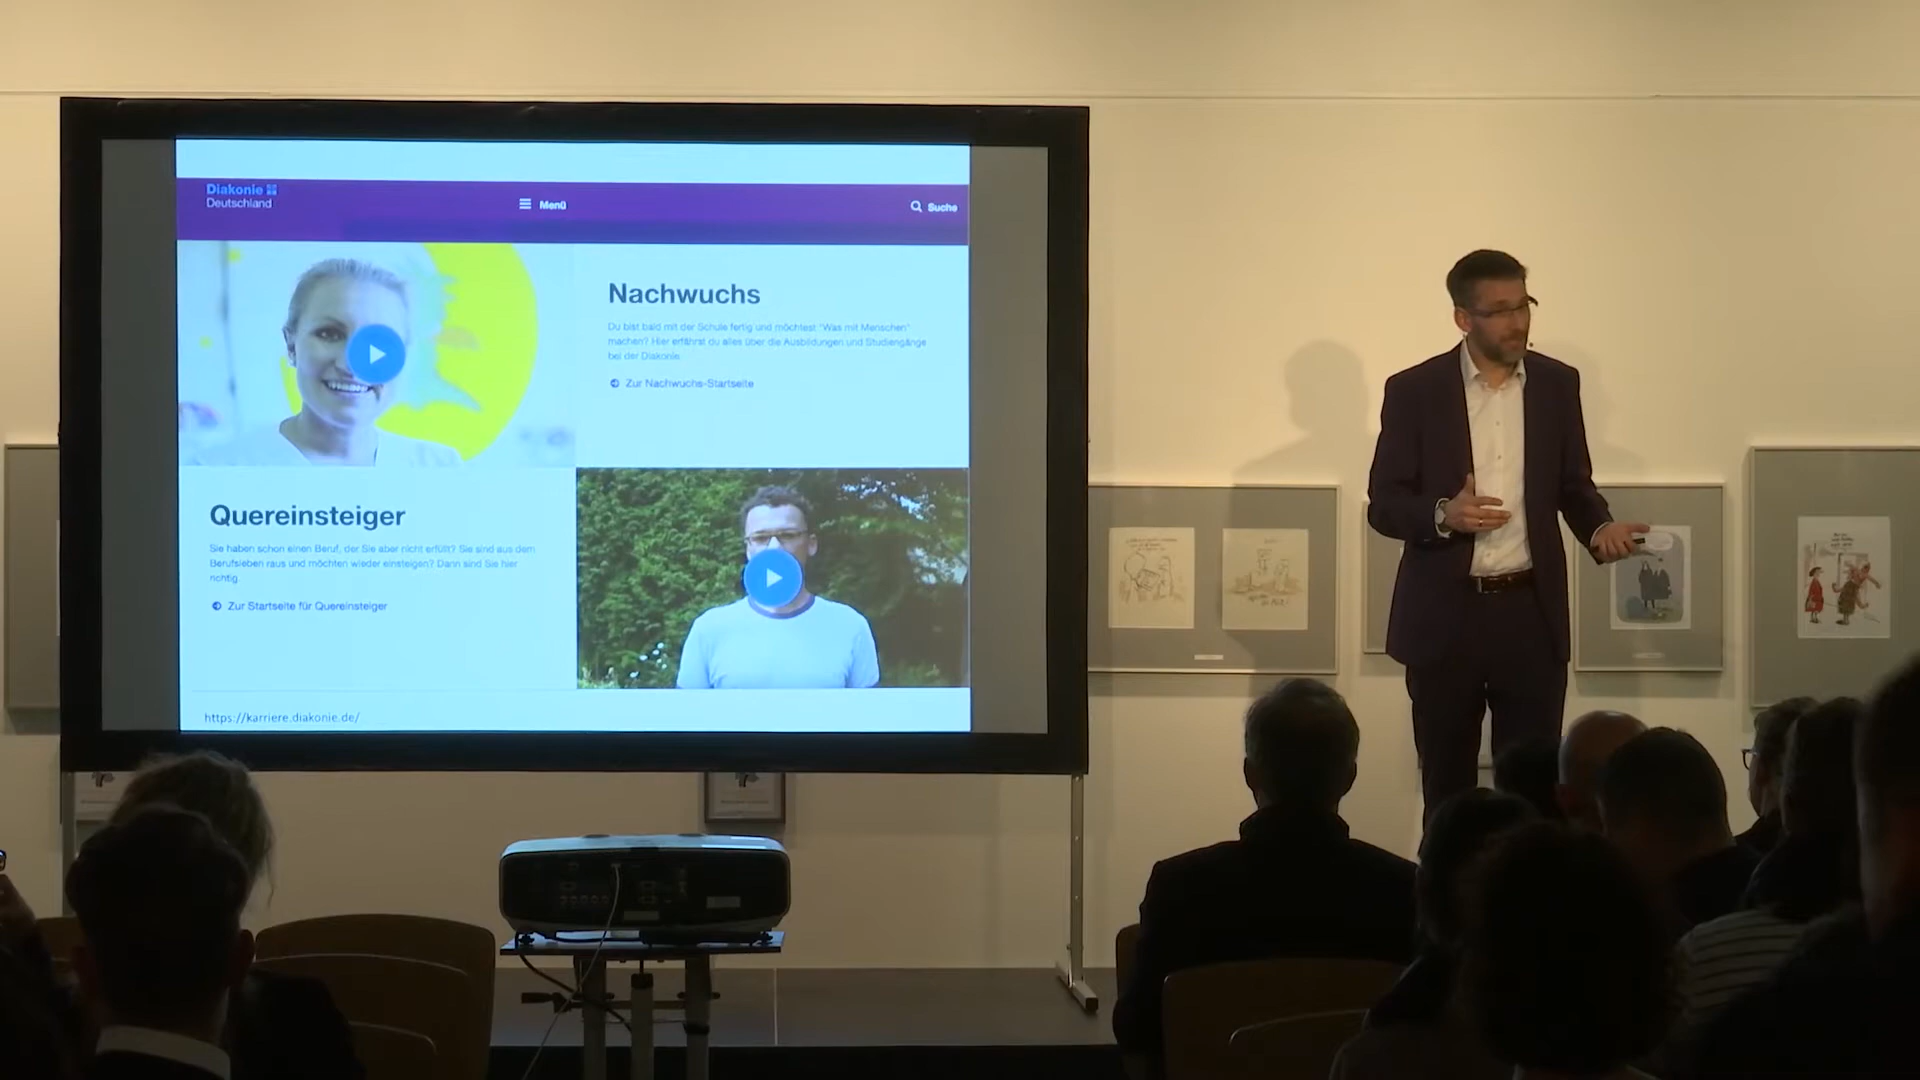 Diakonie
Deutschland
Menü
Suche
Nachwuchs
Du bist bald mit der Schule fertig und möchtest "Was mit Menschen"
machen? Hier erfährst du alles über die Ausbildungen und Studiengänge
bei der Diakonie.
Zur Nachwuchs-Startseite
Quereinsteiger
Sie haben schon einen Beruf, der Sie aber nicht erfüllt? Sie sind aus dem
Berufsleben raus und möchten wieder einsteigen? Dann sind Sie hier
richtig.
Zur Startseite für Quereinsteiger
https://karriere.diakonie.de/